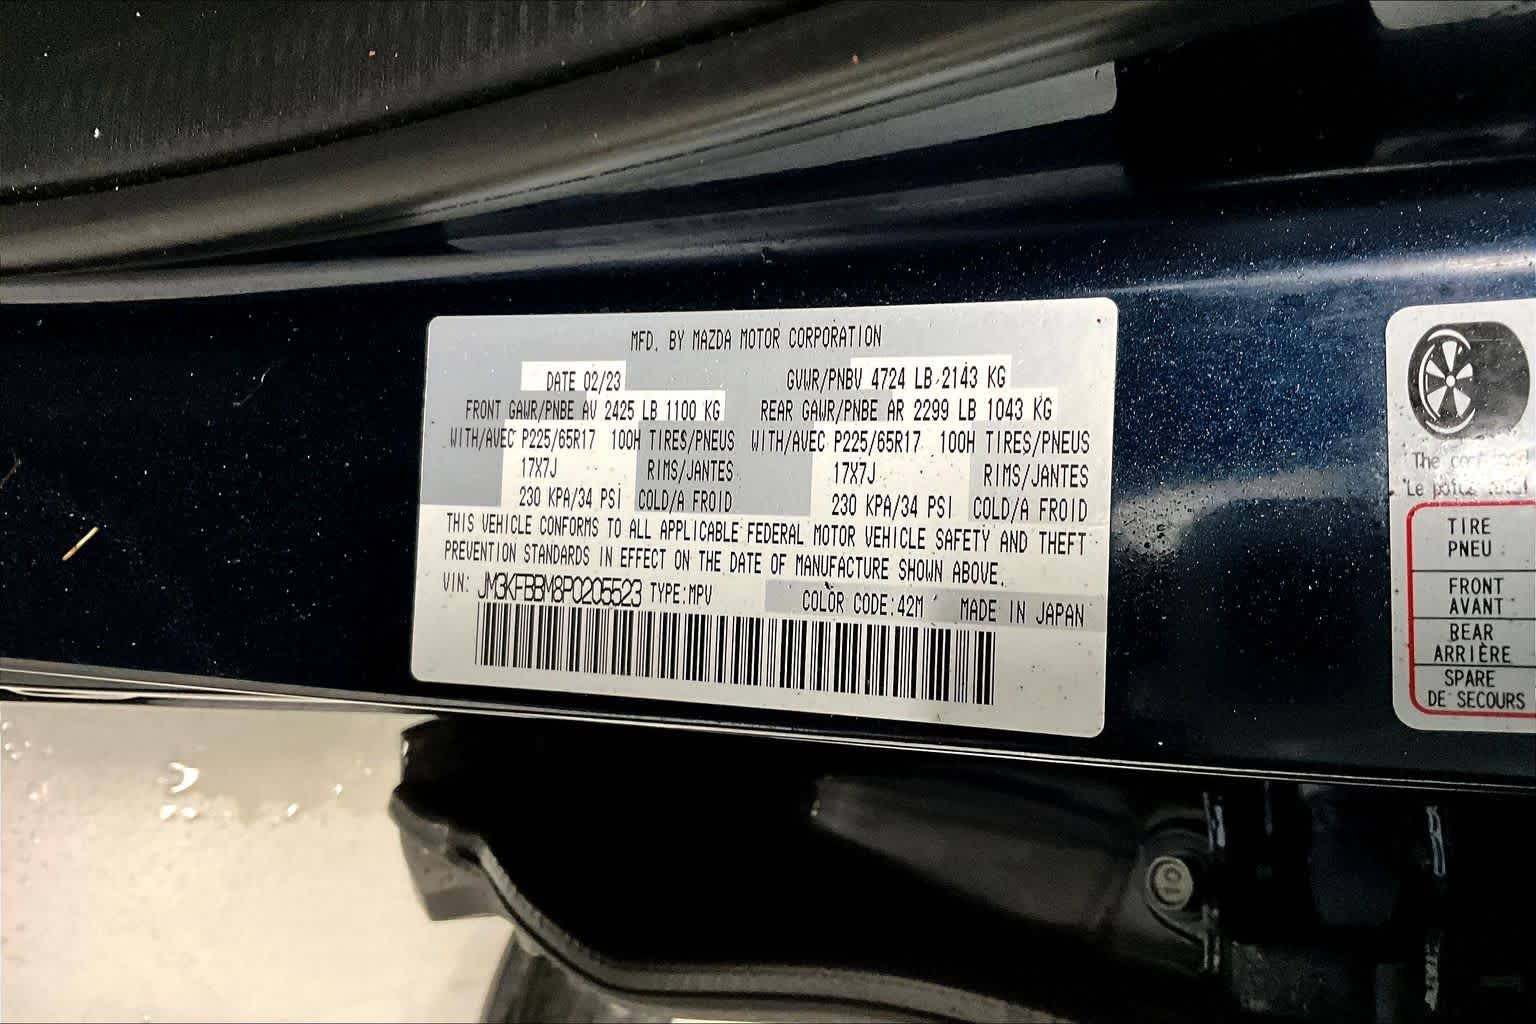 MFD. BY MAZDA MOTOR CORPORATION
DATE 02/23 GVWR/PNBV 4724 LB 2143 KG
FRONT GAWR/PNBE AV 2425 LB 1100 KG REAR GAWR/PNBE AR 2299 LB 1043 KG
WITH/AVEC P225/65R17 100H TIRES/PNEUS WITH/AVEC P225/65R17 100H TIRES/PNEUS
17X7J RIMS/JANTES 17X7J RIMS/JANTES
230 KPA/34 PSI COLD/A FROID 230 KPA/34 PSI COLD/A FROID
THIS VEHICLE CONFORMS TO ALL APPLICABLE FEDERAL MOTOR VEHICLE SAFETY AND THEFT
PREVENTION STANDARDS IN EFFECT ON THE DATE OF MANUFACTURE SHOWN ABOVE.
VIN: JM3KFBBM8P0205523 TYPE:MPV COLOR CODE:42M MADE IN JAPAN
The
Le
TIRE
PNEU
FRONT
AVANT
REAR
ARRIÈRE
SPARE
DE SECOURS
10